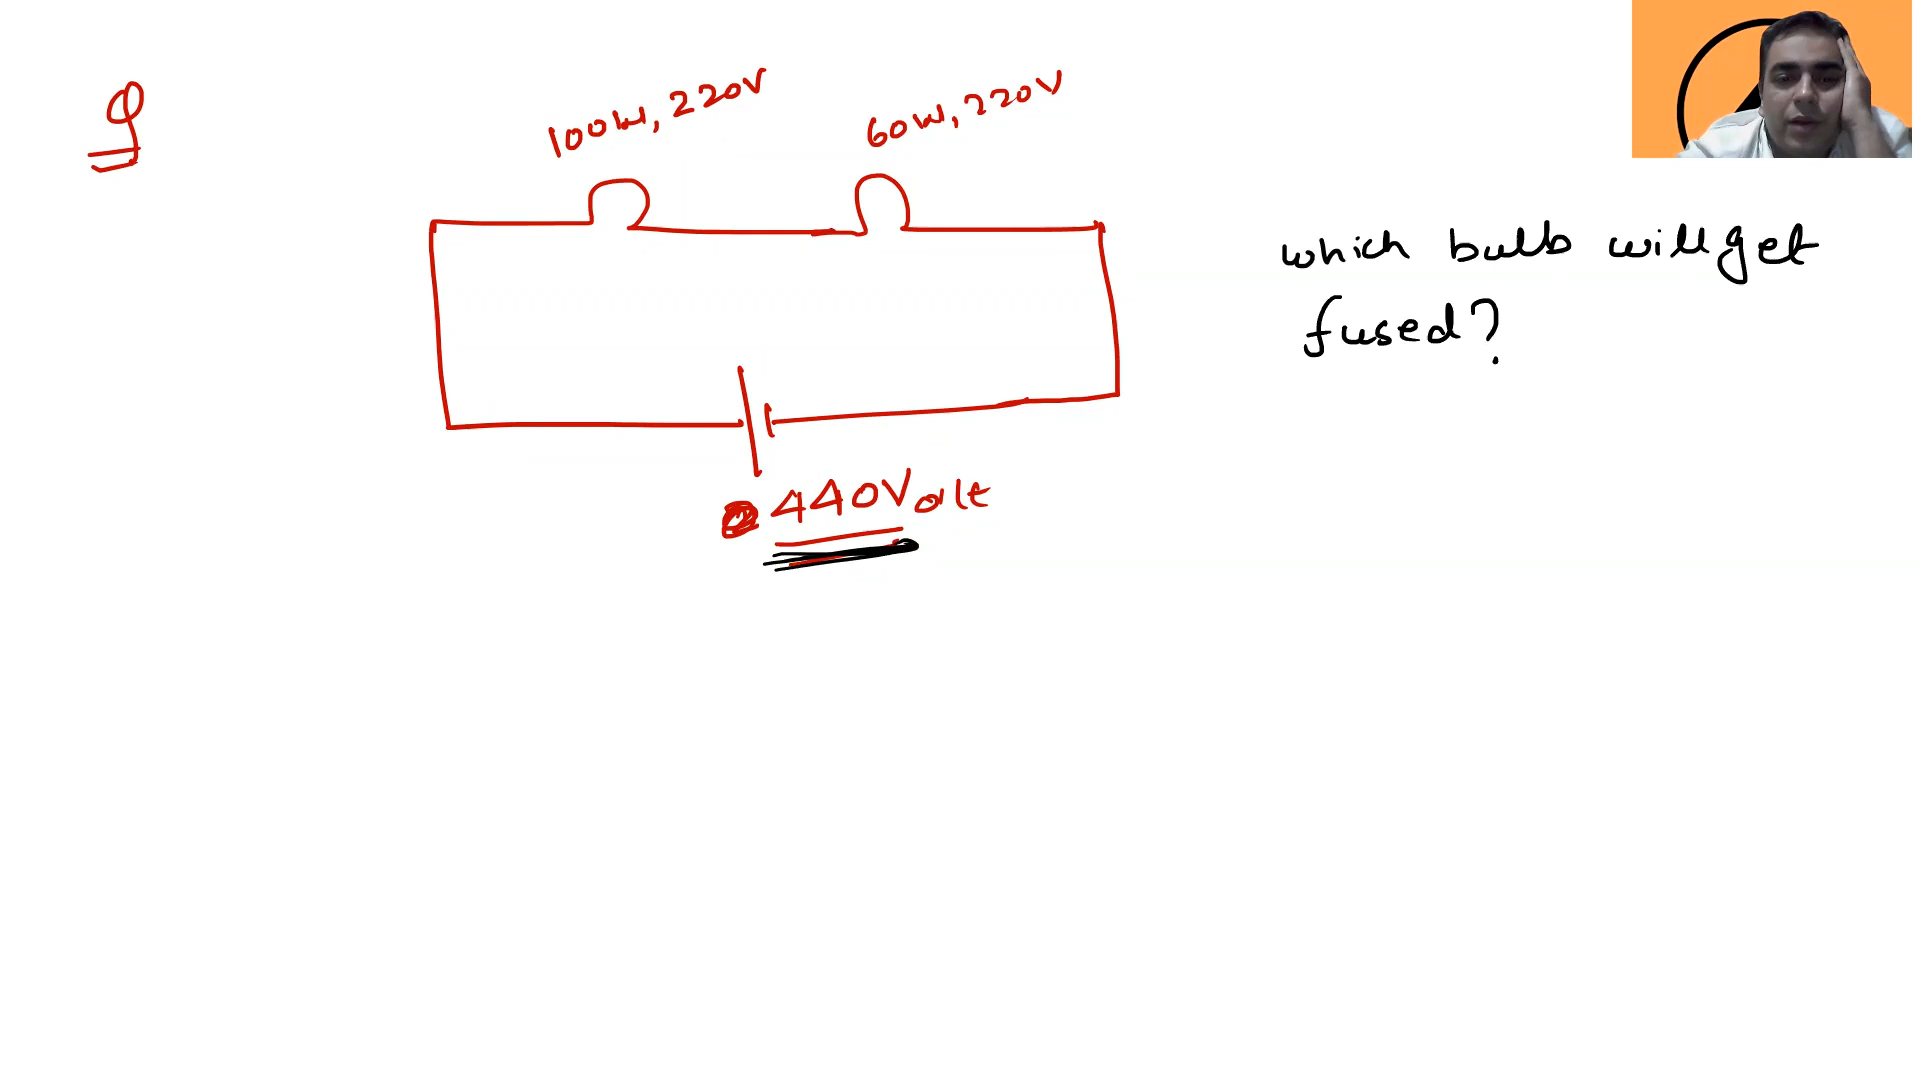 Q
100W, 220V
60W, 220V
which bulb will get
fused?
440Volt